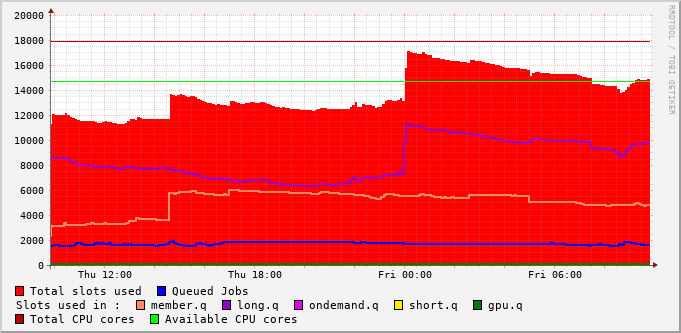 20000
18000
16000
14000
12000
10000
8000
6000
4000
2000
0
Thu 12:00 Thu 18:00 Fri 00:00 Fri 06:00
RRDTOOL / TOBI OETIKER
Total slots used Queued Jobs
Slots used in : member.q long.q ondemand.q short.q gpu.q
Total CPU cores Available CPU cores